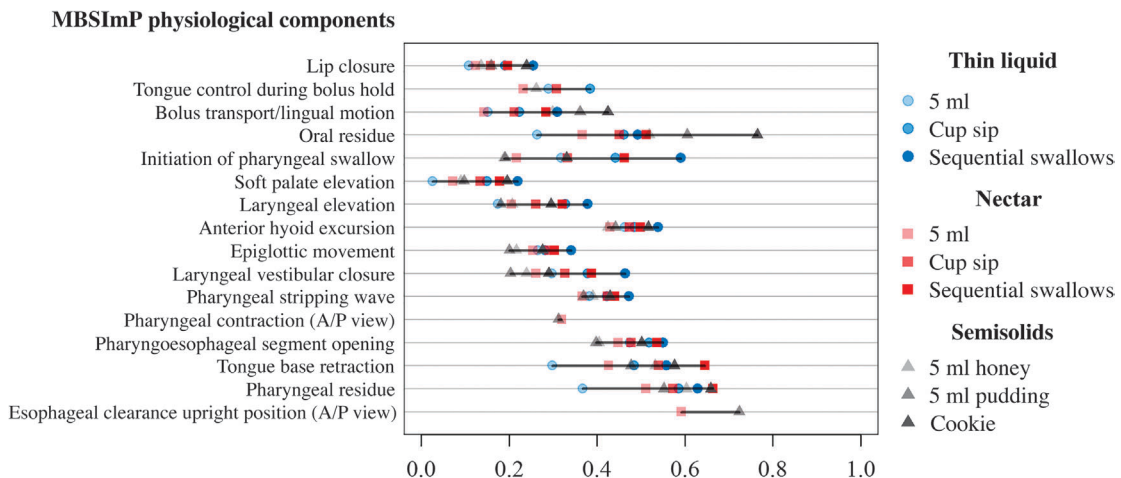 MBSImP physiological components
Lip closure
Tongue control during bolus hold
Bolus transport/lingual motion
Oral residue
Initiation of pharyngeal swallow
Soft palate elevation
Laryngeal elevation
Anterior hyoid excursion
Epiglottic movement
Laryngeal vestibular closure
Pharyngeal stripping wave
Pharyngeal contraction (A/P view)
Pharyngoesophageal segment opening
Tongue base retraction
Pharyngeal residue
Esophageal clearance upright position (A/P view)
0.0 0.2 0.4 0.6 0.8 1.0
Thin liquid
5 ml
Cup sip
Sequential swallows
Nectar
5 ml
Cup sip
Sequential swallows
Semisolids
5 ml honey
5 ml pudding
Cookie